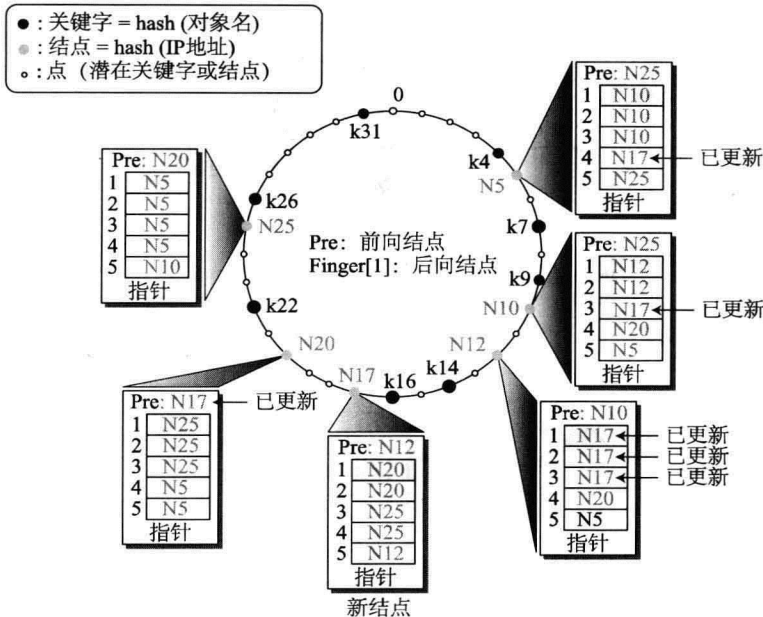 ● : 关键字 = hash (对象名)
● : 结点 = hash (IP地址)
○ : 点（潜在关键字或结点）
0
k31
k4
N5
k7
k9
N10
N12
k14
k16
N17
N20
k22
N25
k26
Pre: 前向结点
Finger[1]: 后向结点
Pre: N25
1 N10
2 N10
3 N10
4 N17 已更新
5 N25
指针
Pre: N25
1 N12
2 N12
3 N17 已更新
4 N20
5 N5
指针
Pre: N10
1 N17 已更新
2 N17 已更新
3 N17 已更新
4 N20
5 N5
指针
Pre: N12
1 N20
2 N20
3 N25
4 N25
5 N12
指针
新结点
Pre: N17 已更新
1 N25
2 N25
3 N25
4 N5
5 N5
指针
Pre: N20
1 N5
2 N5
3 N5
4 N5
5 N10
指针